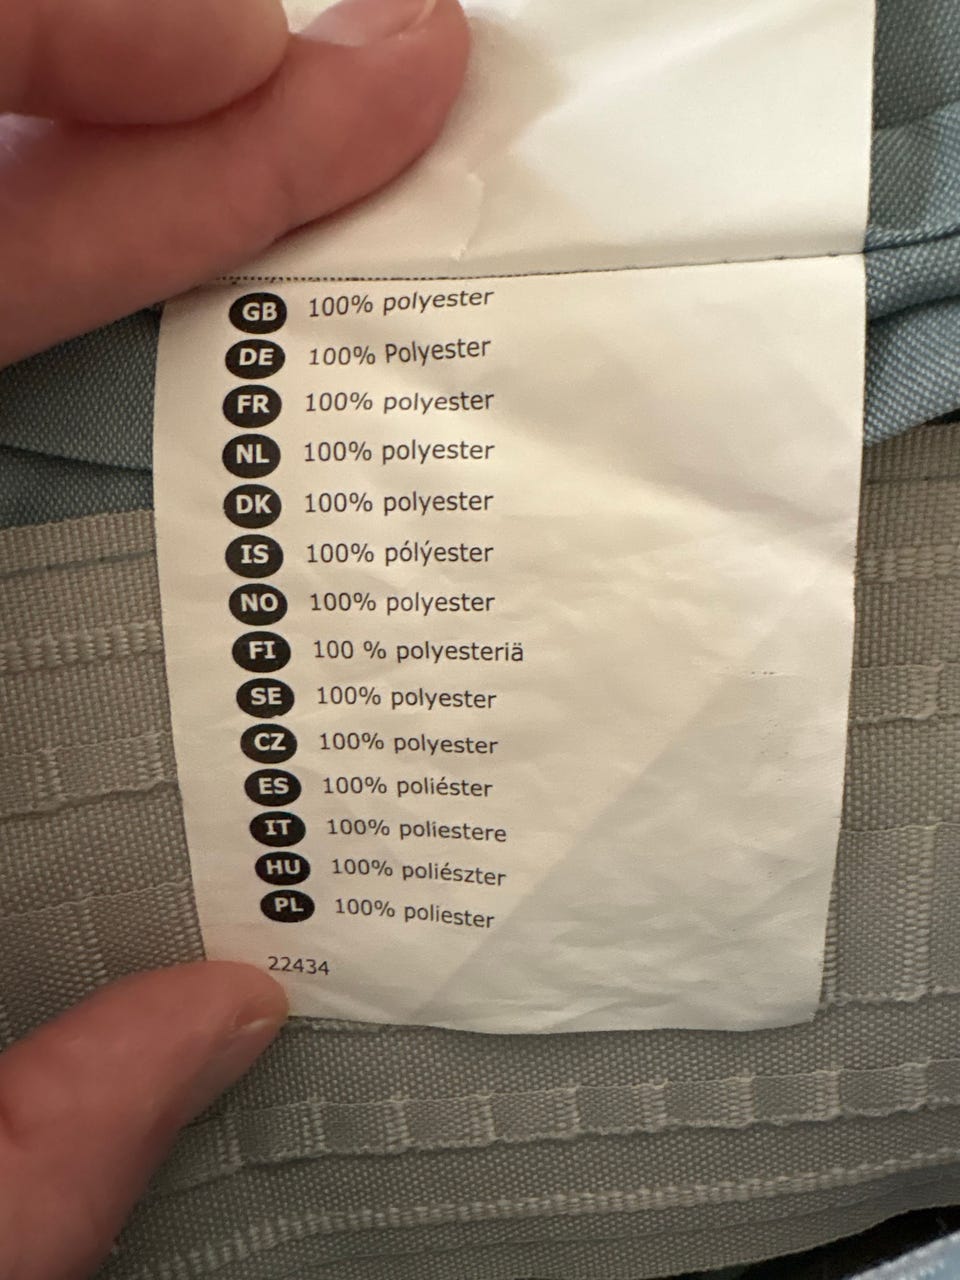 GB 100% polyester
DE 100% Polyester
FR 100% polyester
NL 100% polyester
DK 100% polyester
IS 100% pólýester
NO 100% polyester
FI 100 % polyesteriä
SE 100% polyester
CZ 100% polyester
ES 100% poliéster
IT 100% poliestere
HU 100% poliészter
PL 100% poliester
22434